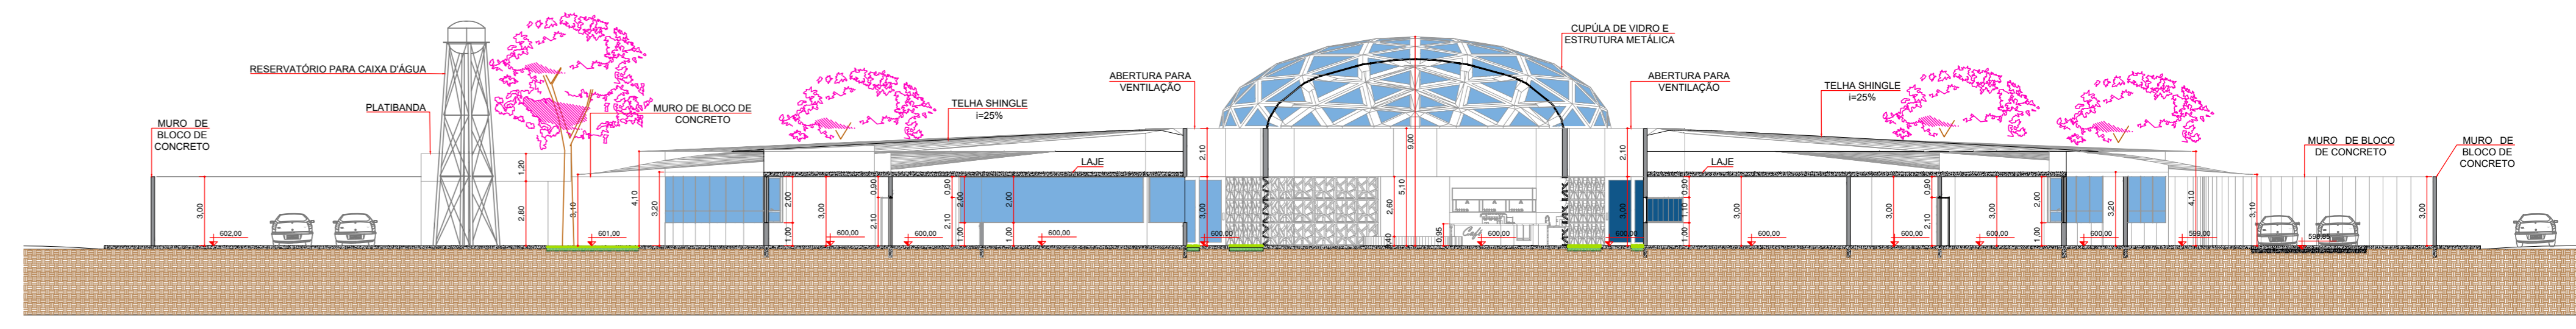 CUPÚLA DE VIDRO E
ESTRUTURA METÁLICA
RESERVATÓRIO PARA CAIXA D'ÁGUA
ABERTURA PARA
VENTILAÇÃO
ABERTURA PARA
VENTILAÇÃO
TELHA SHINGLE
i=25%
PLATIBANDA
MURO DE BLOCO DE
CONCRETO
TELHA SHINGLE
i=25%
MURO DE
BLOCO DE
CONCRETO
MURO DE BLOCO
DE CONCRETO
MURO DE
BLOCO DE
CONCRETO
LAJE
LAJE
3,00
602,00
1,20
2,80
3,10
601,00
4,10
3,20
2,00
1,00
3,00
600,00
0,90
2,10
600,00
0,90
2,10
2,00
1,00
2,00
1,00
600,00
2,10
3,00
600,00
9,00
5,10
2,60
0,40
0,95
Café
600,00
600,00
2,10
3,00
600,00
0,90
1,10
1,00
3,00
600,00
3,00
600,00
0,90
2,10
3,00
600,00
2,00
1,00
3,20
600,00
4,10
599,00
3,10
598,85
3,00